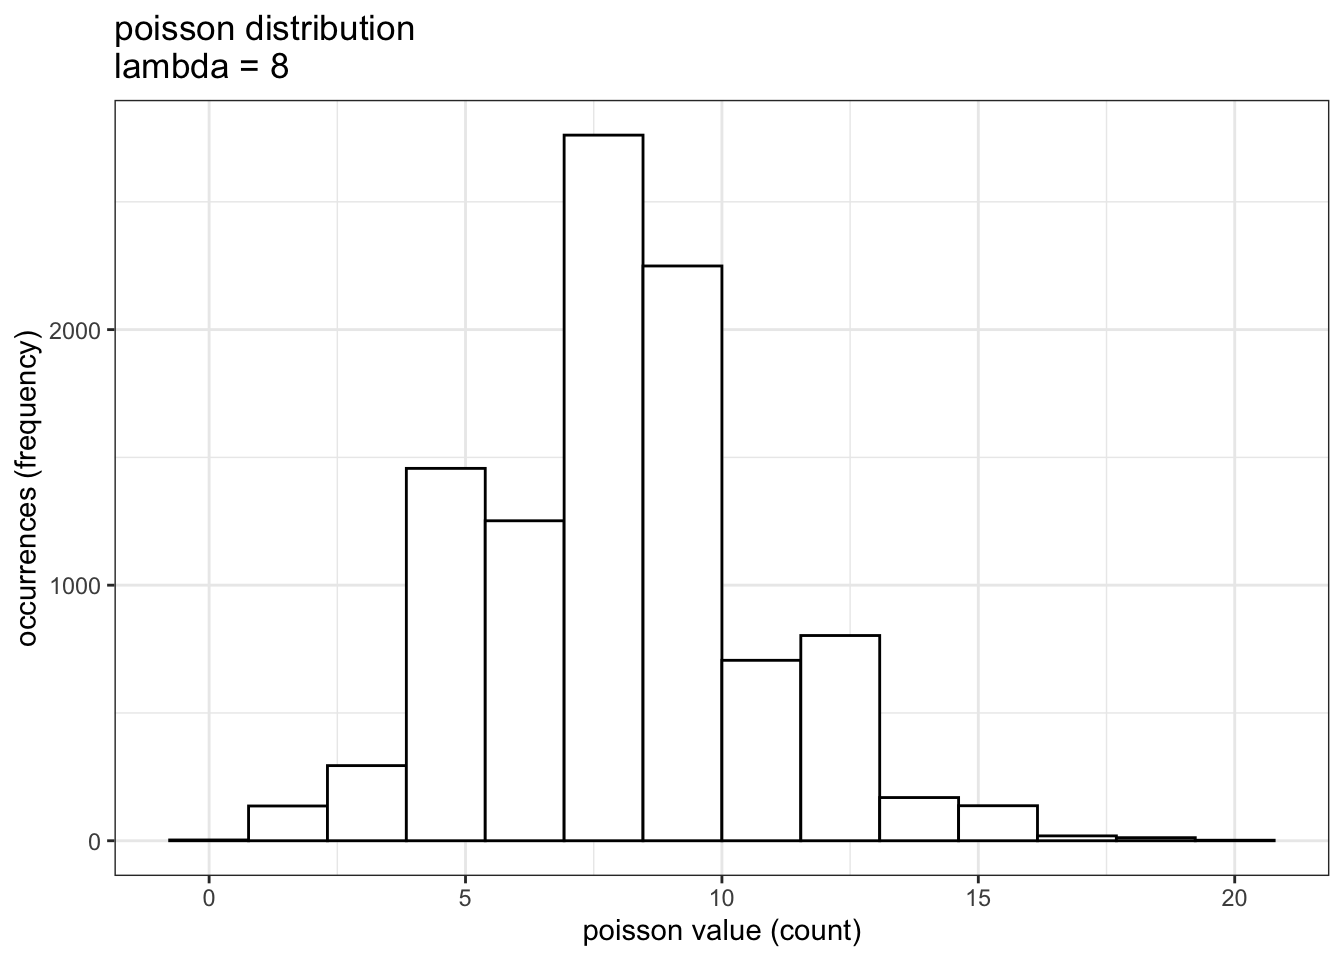 poisson distribution
lambda = 8
occurrences (frequency)
2000
1000
0
0
5
10
15
20
poisson value (count)